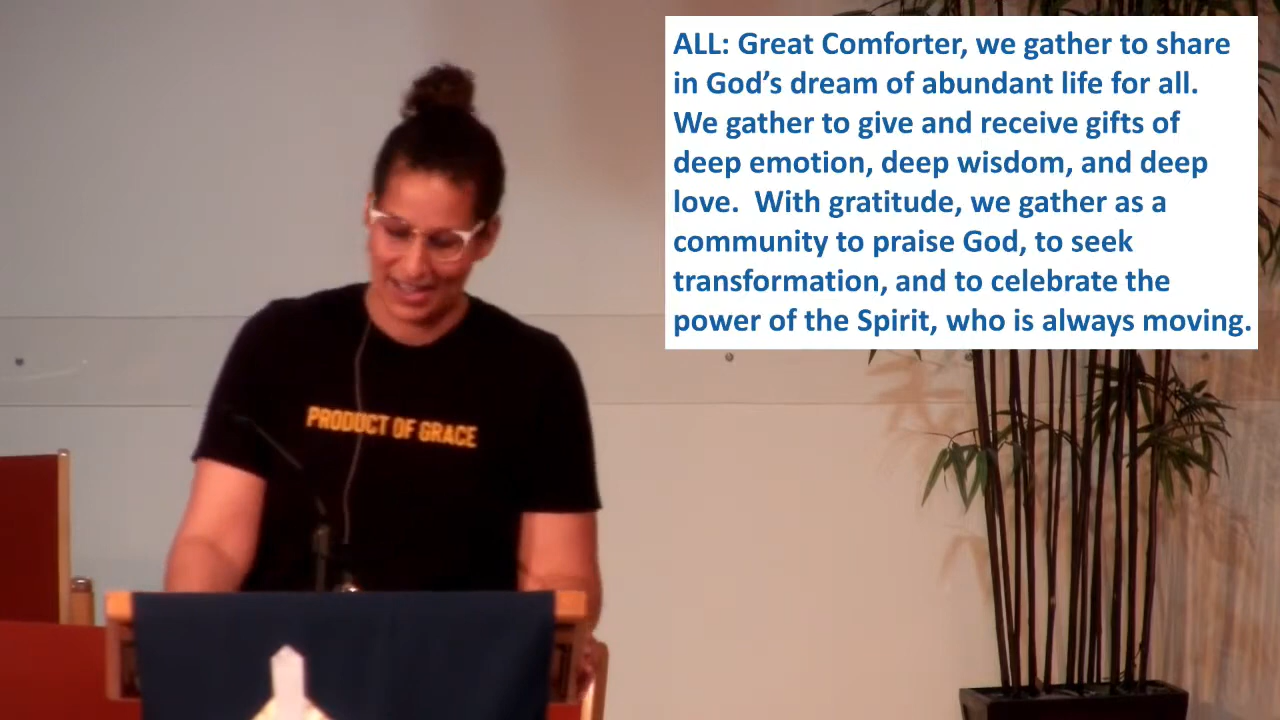 ALL: Great Comforter, we gather to share
in God’s dream of abundant life for all.
We gather to give and receive gifts of
deep emotion, deep wisdom, and deep
love.  With gratitude, we gather as a
community to praise God, to seek
transformation, and to celebrate the
power of the Spirit, who is always moving.
PRODUCT OF GRACE